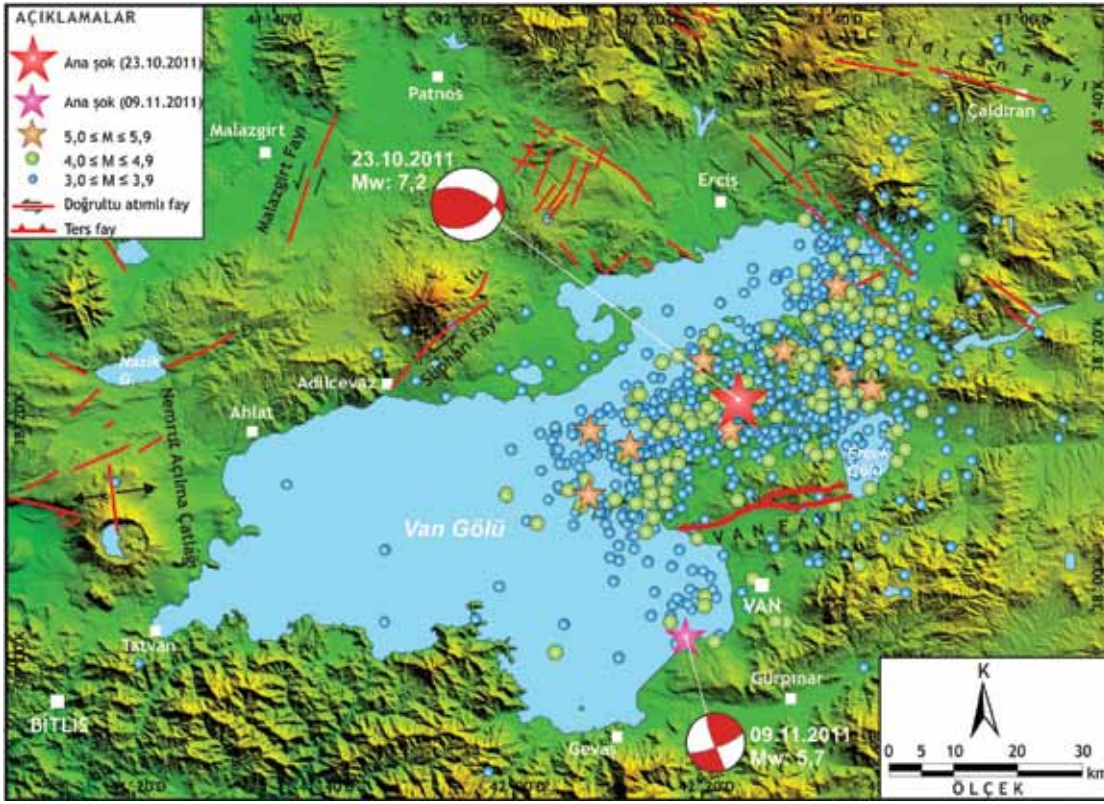 AÇIKLAMALAR
Ana şok (23.10.2011)
Ana şok (09.11.2011)
5,0 ≤ M ≤ 5,9
4,0 ≤ M ≤ 4,9
3,0 ≤ M ≤ 3,9
Doğrultu atımlı fay
Ters fay
42°20'0"
Patnos
Malazgirt
Malazgirt Fayı
23.10.2011
Mw: 7,2
Erciş
Çaldıran
Süphan Fayı
Adilcevaz
Ahlat
Nazik
G.
Nemrut Açılma Çatlağı
Van Gölü
Erçek
Gölü
VAN FAYI
VAN
Tatvan
BİTLİS
Gürpınar
Gevaş
09.11.2011
Mw: 5,7
K
0 5 10 20 30
km
ÖLÇEK